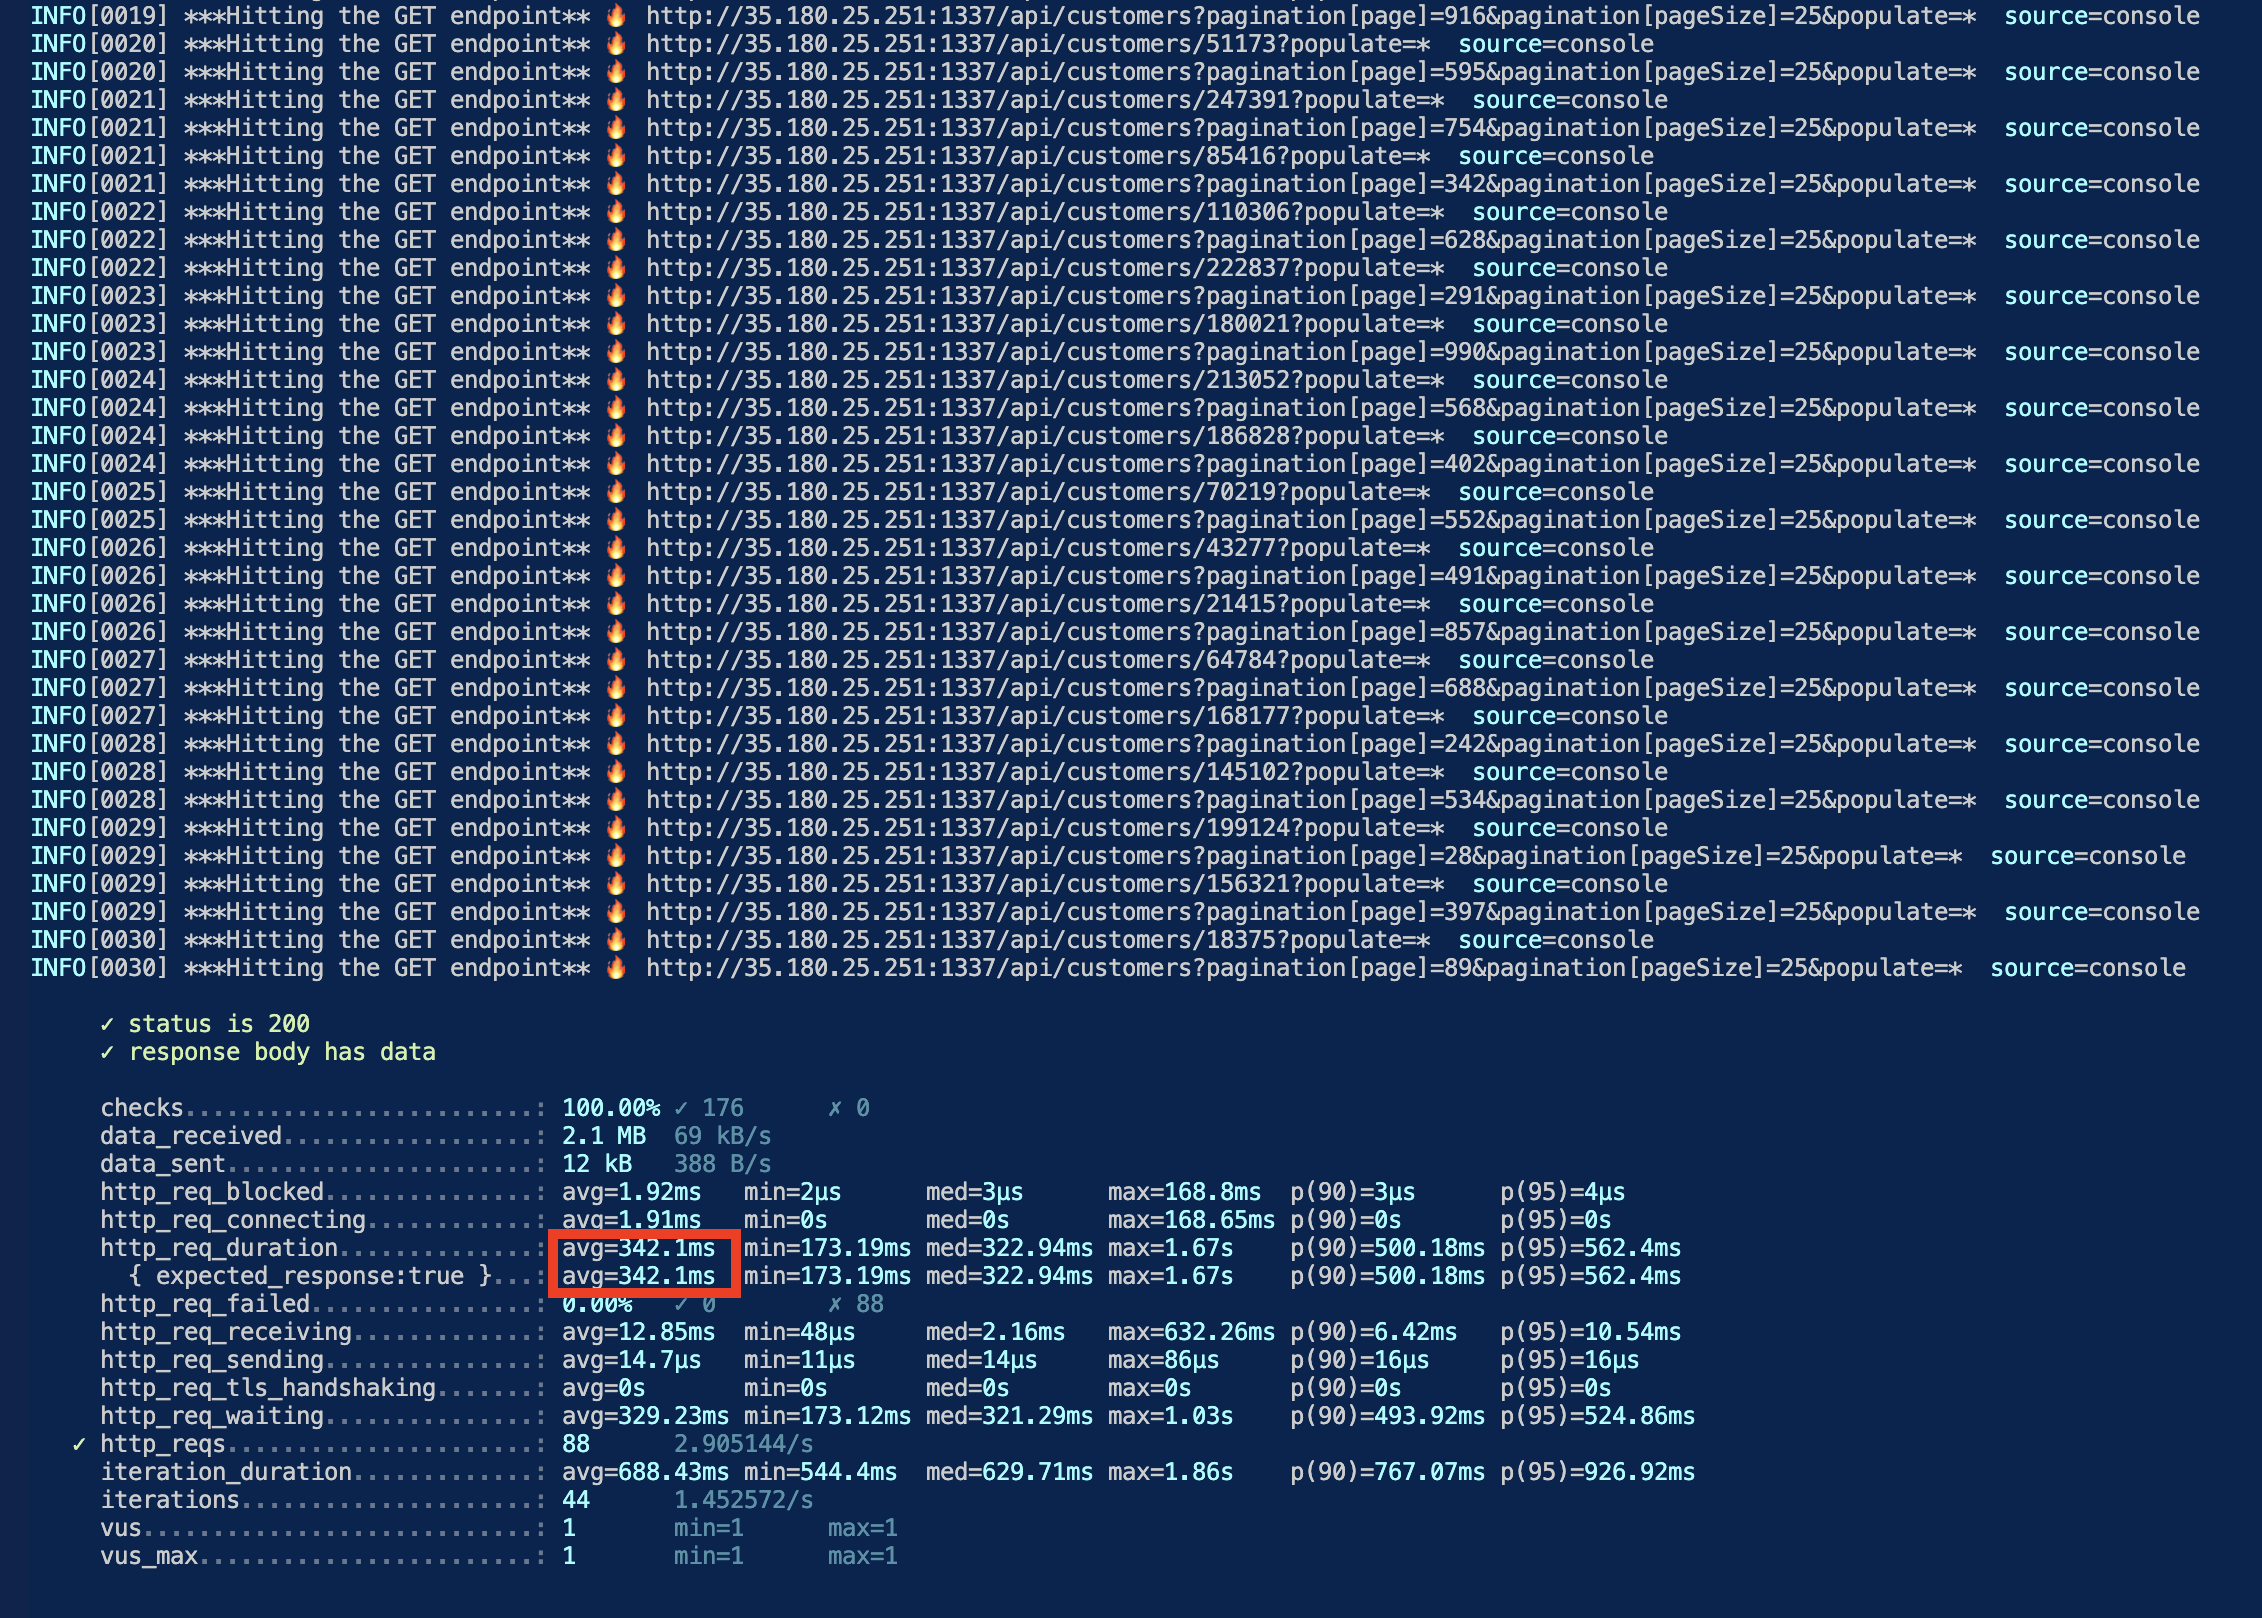 INFO[0019] ***Hitting the GET endpoint** 🔥 http://35.180.25.251:1337/api/customers?pagination[page]=916&pagination[pageSize]=25&populate=*  source=console
INFO[0020] ***Hitting the GET endpoint** 🔥 http://35.180.25.251:1337/api/customers/51173?populate=*  source=console
INFO[0020] ***Hitting the GET endpoint** 🔥 http://35.180.25.251:1337/api/customers?pagination[page]=595&pagination[pageSize]=25&populate=*  source=console
INFO[0021] ***Hitting the GET endpoint** 🔥 http://35.180.25.251:1337/api/customers/247391?populate=*  source=console
INFO[0021] ***Hitting the GET endpoint** 🔥 http://35.180.25.251:1337/api/customers?pagination[page]=754&pagination[pageSize]=25&populate=*  source=console
INFO[0021] ***Hitting the GET endpoint** 🔥 http://35.180.25.251:1337/api/customers/85416?populate=*  source=console
INFO[0021] ***Hitting the GET endpoint** 🔥 http://35.180.25.251:1337/api/customers?pagination[page]=342&pagination[pageSize]=25&populate=*  source=console
INFO[0022] ***Hitting the GET endpoint** 🔥 http://35.180.25.251:1337/api/customers/110306?populate=*  source=console
INFO[0022] ***Hitting the GET endpoint** 🔥 http://35.180.25.251:1337/api/customers?pagination[page]=628&pagination[pageSize]=25&populate=*  source=console
INFO[0022] ***Hitting the GET endpoint** 🔥 http://35.180.25.251:1337/api/customers/222837?populate=*  source=console
INFO[0023] ***Hitting the GET endpoint** 🔥 http://35.180.25.251:1337/api/customers?pagination[page]=291&pagination[pageSize]=25&populate=*  source=console
INFO[0023] ***Hitting the GET endpoint** 🔥 http://35.180.25.251:1337/api/customers/180021?populate=*  source=console
INFO[0023] ***Hitting the GET endpoint** 🔥 http://35.180.25.251:1337/api/customers?pagination[page]=990&pagination[pageSize]=25&populate=*  source=console
INFO[0024] ***Hitting the GET endpoint** 🔥 http://35.180.25.251:1337/api/customers/213052?populate=*  source=console
INFO[0024] ***Hitting the GET endpoint** 🔥 http://35.180.25.251:1337/api/customers?pagination[page]=568&pagination[pageSize]=25&populate=*  source=console
INFO[0024] ***Hitting the GET endpoint** 🔥 http://35.180.25.251:1337/api/customers/186828?populate=*  source=console
INFO[0024] ***Hitting the GET endpoint** 🔥 http://35.180.25.251:1337/api/customers?pagination[page]=402&pagination[pageSize]=25&populate=*  source=console
INFO[0025] ***Hitting the GET endpoint** 🔥 http://35.180.25.251:1337/api/customers/70219?populate=*  source=console
INFO[0025] ***Hitting the GET endpoint** 🔥 http://35.180.25.251:1337/api/customers?pagination[page]=552&pagination[pageSize]=25&populate=*  source=console
INFO[0026] ***Hitting the GET endpoint** 🔥 http://35.180.25.251:1337/api/customers/43277?populate=*  source=console
INFO[0026] ***Hitting the GET endpoint** 🔥 http://35.180.25.251:1337/api/customers?pagination[page]=491&pagination[pageSize]=25&populate=*  source=console
INFO[0026] ***Hitting the GET endpoint** 🔥 http://35.180.25.251:1337/api/customers/21415?populate=*  source=console
INFO[0026] ***Hitting the GET endpoint** 🔥 http://35.180.25.251:1337/api/customers?pagination[page]=857&pagination[pageSize]=25&populate=*  source=console
INFO[0027] ***Hitting the GET endpoint** 🔥 http://35.180.25.251:1337/api/customers/64784?populate=*  source=console
INFO[0027] ***Hitting the GET endpoint** 🔥 http://35.180.25.251:1337/api/customers?pagination[page]=688&pagination[pageSize]=25&populate=*  source=console
INFO[0027] ***Hitting the GET endpoint** 🔥 http://35.180.25.251:1337/api/customers/168177?populate=*  source=console
INFO[0028] ***Hitting the GET endpoint** 🔥 http://35.180.25.251:1337/api/customers?pagination[page]=242&pagination[pageSize]=25&populate=*  source=console
INFO[0028] ***Hitting the GET endpoint** 🔥 http://35.180.25.251:1337/api/customers/145102?populate=*  source=console
INFO[0028] ***Hitting the GET endpoint** 🔥 http://35.180.25.251:1337/api/customers?pagination[page]=534&pagination[pageSize]=25&populate=*  source=console
INFO[0029] ***Hitting the GET endpoint** 🔥 http://35.180.25.251:1337/api/customers/199124?populate=*  source=console
INFO[0029] ***Hitting the GET endpoint** 🔥 http://35.180.25.251:1337/api/customers?pagination[page]=28&pagination[pageSize]=25&populate=*  source=console
INFO[0029] ***Hitting the GET endpoint** 🔥 http://35.180.25.251:1337/api/customers/156321?populate=*  source=console
INFO[0029] ***Hitting the GET endpoint** 🔥 http://35.180.25.251:1337/api/customers?pagination[page]=397&pagination[pageSize]=25&populate=*  source=console
INFO[0030] ***Hitting the GET endpoint** 🔥 http://35.180.25.251:1337/api/customers/18375?populate=*  source=console
INFO[0030] ***Hitting the GET endpoint** 🔥 http://35.180.25.251:1337/api/customers?pagination[page]=89&pagination[pageSize]=25&populate=*  source=console
✓ status is 200
✓ response body has data
checks.........................: 100.00% ✓ 176      ✗ 0
data_received..................: 2.1 MB  69 kB/s
data_sent......................: 12 kB   388 B/s
http_req_blocked...............: avg=1.92ms   min=2µs      med=3µs      max=168.8ms  p(90)=3µs      p(95)=4µs
http_req_connecting............: avg=1.91ms   min=0s       med=0s       max=168.65ms p(90)=0s       p(95)=0s
http_req_duration..............: avg=342.1ms  min=173.19ms med=322.94ms max=1.67s    p(90)=500.18ms p(95)=562.4ms
{ expected_response:true }...: avg=342.1ms  min=173.19ms med=322.94ms max=1.67s    p(90)=500.18ms p(95)=562.4ms
http_req_failed................: 0.00%   ✓ 0        ✗ 88
http_req_receiving.............: avg=12.85ms  min=48µs     med=2.16ms   max=632.26ms p(90)=6.42ms   p(95)=10.54ms
http_req_sending...............: avg=14.7µs   min=11µs     med=14µs     max=86µs     p(90)=16µs     p(95)=16µs
http_req_tls_handshaking.......: avg=0s       min=0s       med=0s       max=0s       p(90)=0s       p(95)=0s
http_req_waiting...............: avg=329.23ms min=173.12ms med=321.29ms max=1.03s    p(90)=493.92ms p(95)=524.86ms
✓ http_reqs......................: 88      2.905144/s
iteration_duration.............: avg=688.43ms min=544.4ms  med=629.71ms max=1.86s    p(90)=767.07ms p(95)=926.92ms
iterations.....................: 44      1.452572/s
vus............................: 1       min=1      max=1
vus_max........................: 1       min=1      max=1